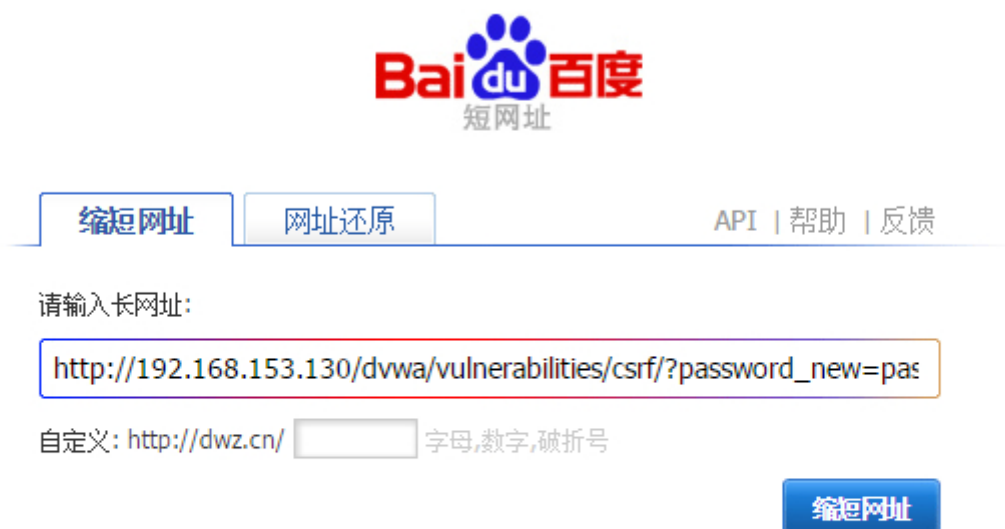 Baidu百度
短网址
缩短网址 网址还原 API | 帮助 | 反馈
请输入长网址:
http://192.168.153.130/dvwa/vulnerabilities/csrf/?password_new=pas
自定义: http://dwz.cn/ 字母,数字,破折号
缩短网址